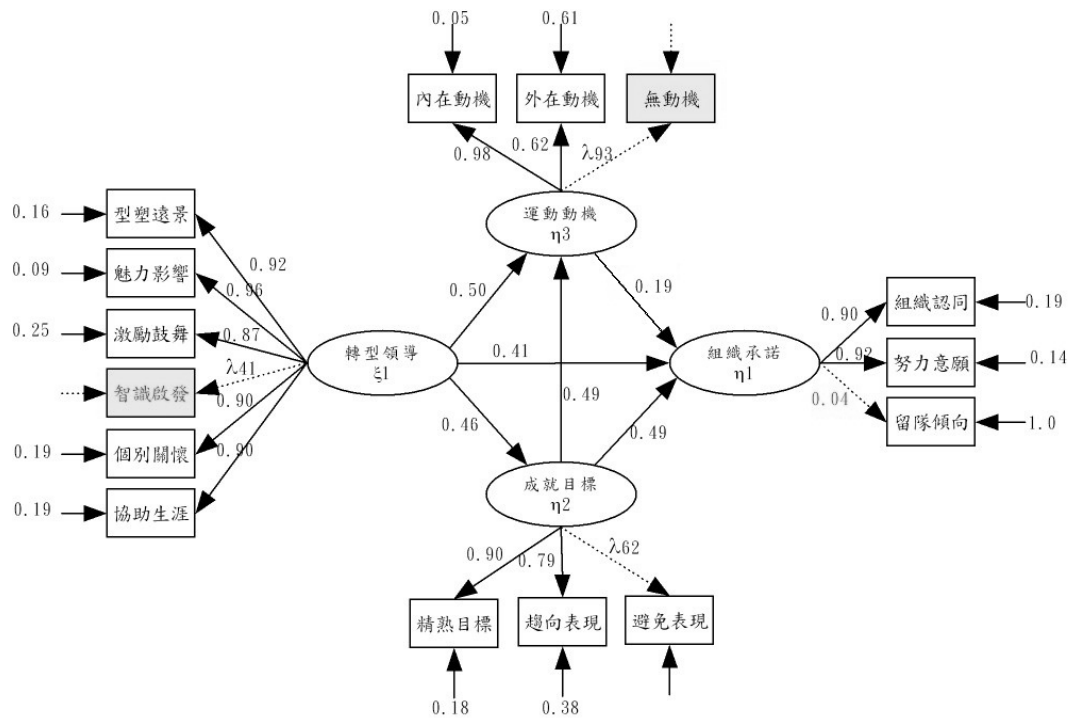 0.05
0.61
內在動機
外在動機
無動機
0.98
0.62
λ93
運動動機
η3
0.16
型塑遠景
0.92
0.09
魅力影響
0.96
0.25
激勵鼓舞
0.87
λ41
智識啟發
0.90
0.19
個別關懷
0.90
0.19
協助生涯
轉型領導
ξ1
0.50
0.41
0.46
0.19
0.49
0.49
組織承諾
η1
0.90
組織認同
0.19
0.92
努力意願
0.14
0.04
留隊傾向
1.0
成就目標
η2
0.90
0.79
λ62
精熟目標
趨向表現
避免表現
0.18
0.38